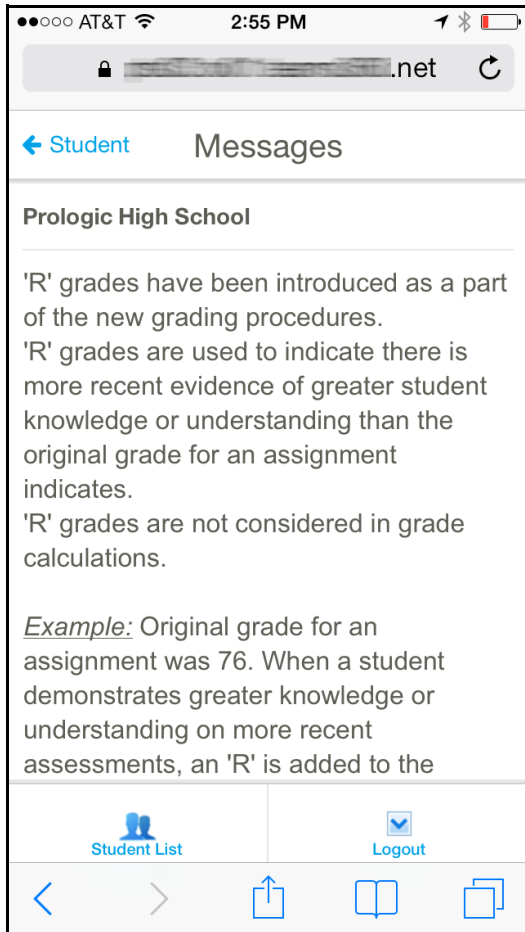 AT&T 2:55 PM
.net
Student Messages
Prologic High School
'R' grades have been introduced as a part
of the new grading procedures.
'R' grades are used to indicate there is
more recent evidence of greater student
knowledge or understanding than the
original grade for an assignment
indicates.
'R' grades are not considered in grade
calculations.
Example: Original grade for an
assignment was 76. When a student
demonstrates greater knowledge or
understanding on more recent
assessments, an 'R' is added to the
Student List Logout